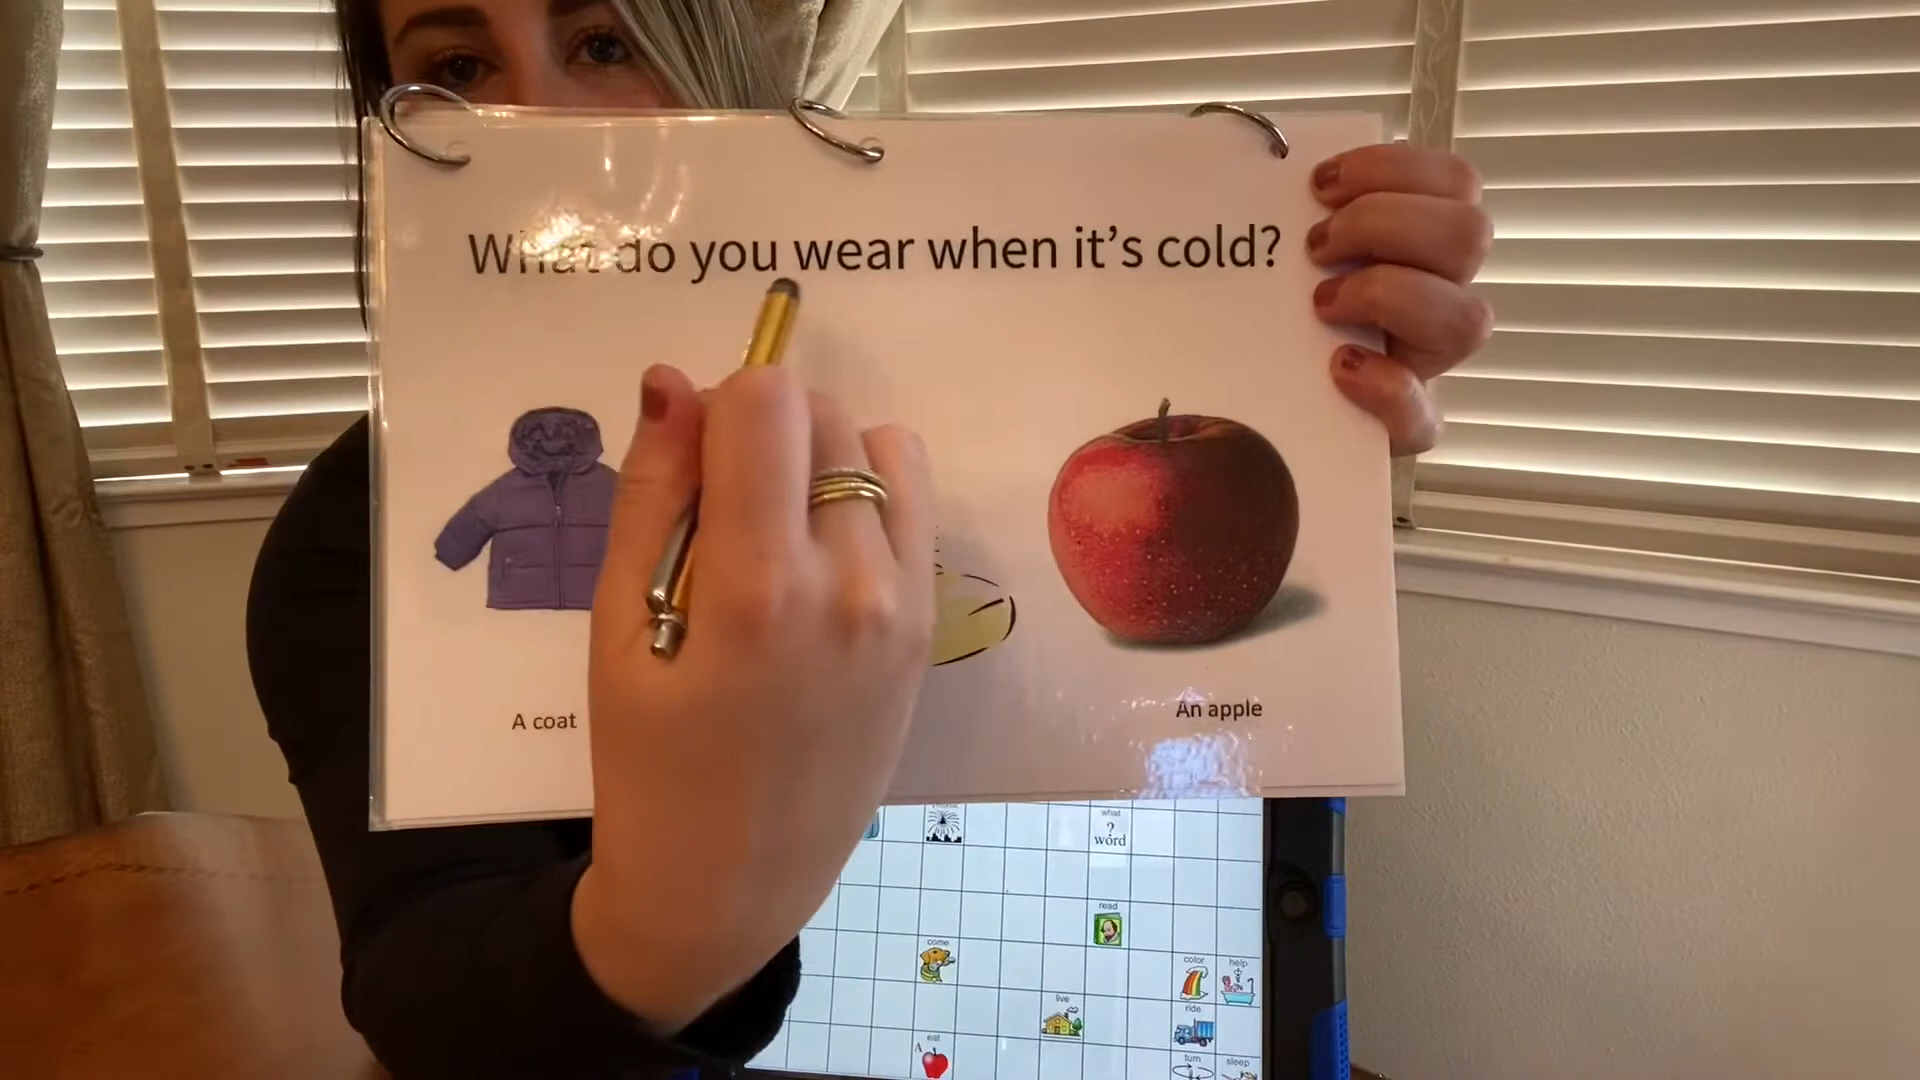 What do you wear when it's cold?
A coat
An apple
what
?
word
read
come
color
help
live
ride
eat
A
turn
sleep